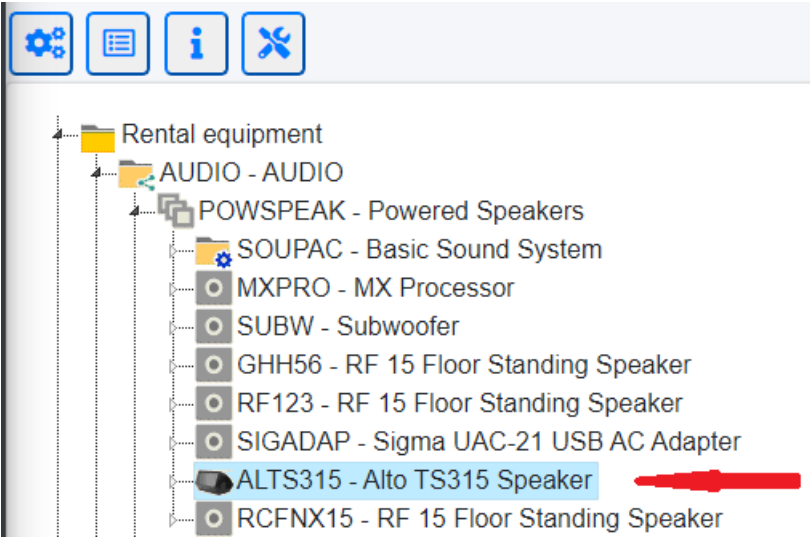 Rental equipment
AUDIO - AUDIO
POWSPEAK - Powered Speakers
SOUPAC - Basic Sound System
MXPRO - MX Processor
SUBW - Subwoofer
GHH56 - RF 15 Floor Standing Speaker
RF123 - RF 15 Floor Standing Speaker
SIGADAP - Sigma UAC-21 USB AC Adapter
ALTS315 - Alto TS315 Speaker
RCFNX15 - RF 15 Floor Standing Speaker